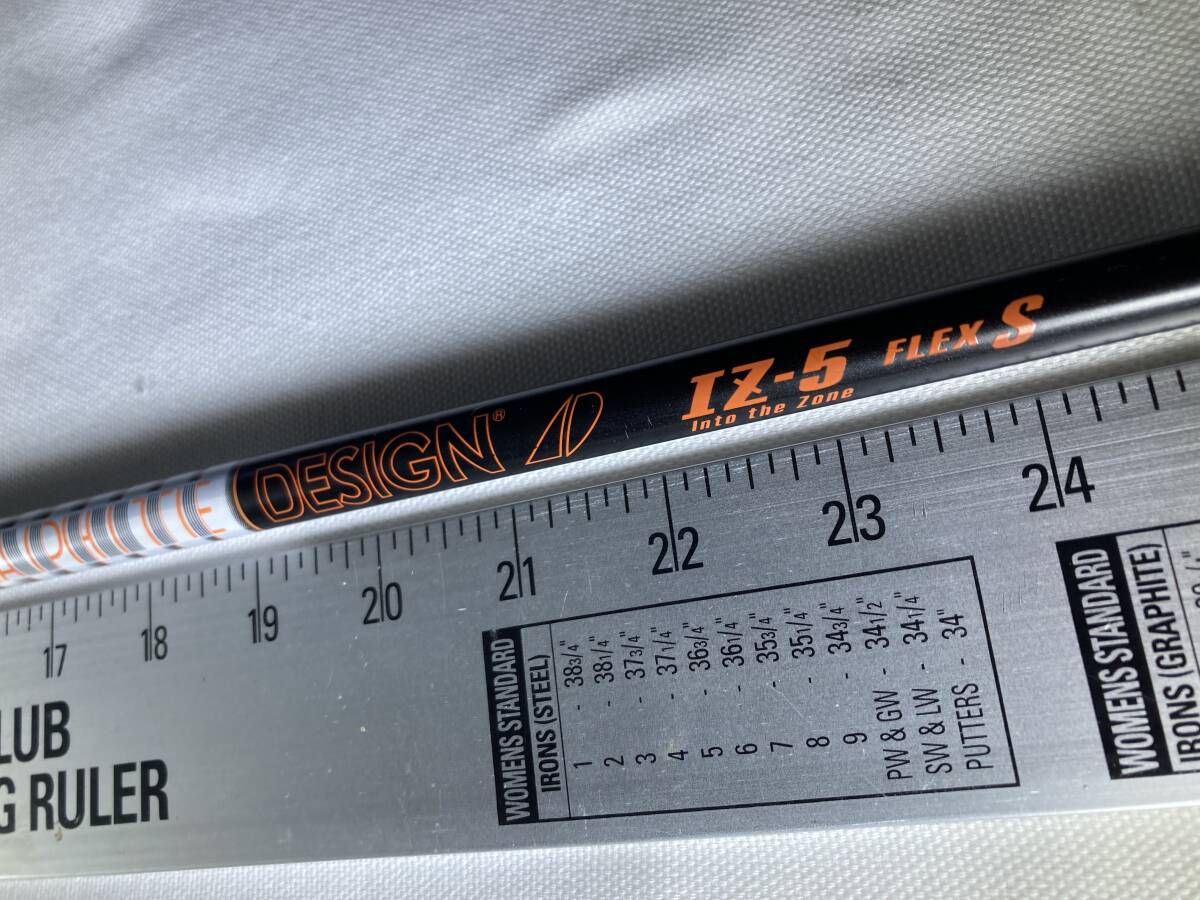 DESIGN®
IZ-5 FLEX S
Into the Zone
17 18 19 20 21 22 23 24
RULER
WOMENS STANDARD
IRONS (STEEL)
1 - 38 3/4"
2 - 38 1/4"
3 - 37 3/4"
4 - 37 1/4"
5 - 36 3/4"
6 - 36 1/4"
7 - 35 3/4"
8 - 35 1/4"
9 - 34 3/4"
PW & GW - 34 1/2"
SW & LW - 34 1/4"
PUTTERS - 34"
WOMENS STANDARD
IRONS (GRAPHITE)